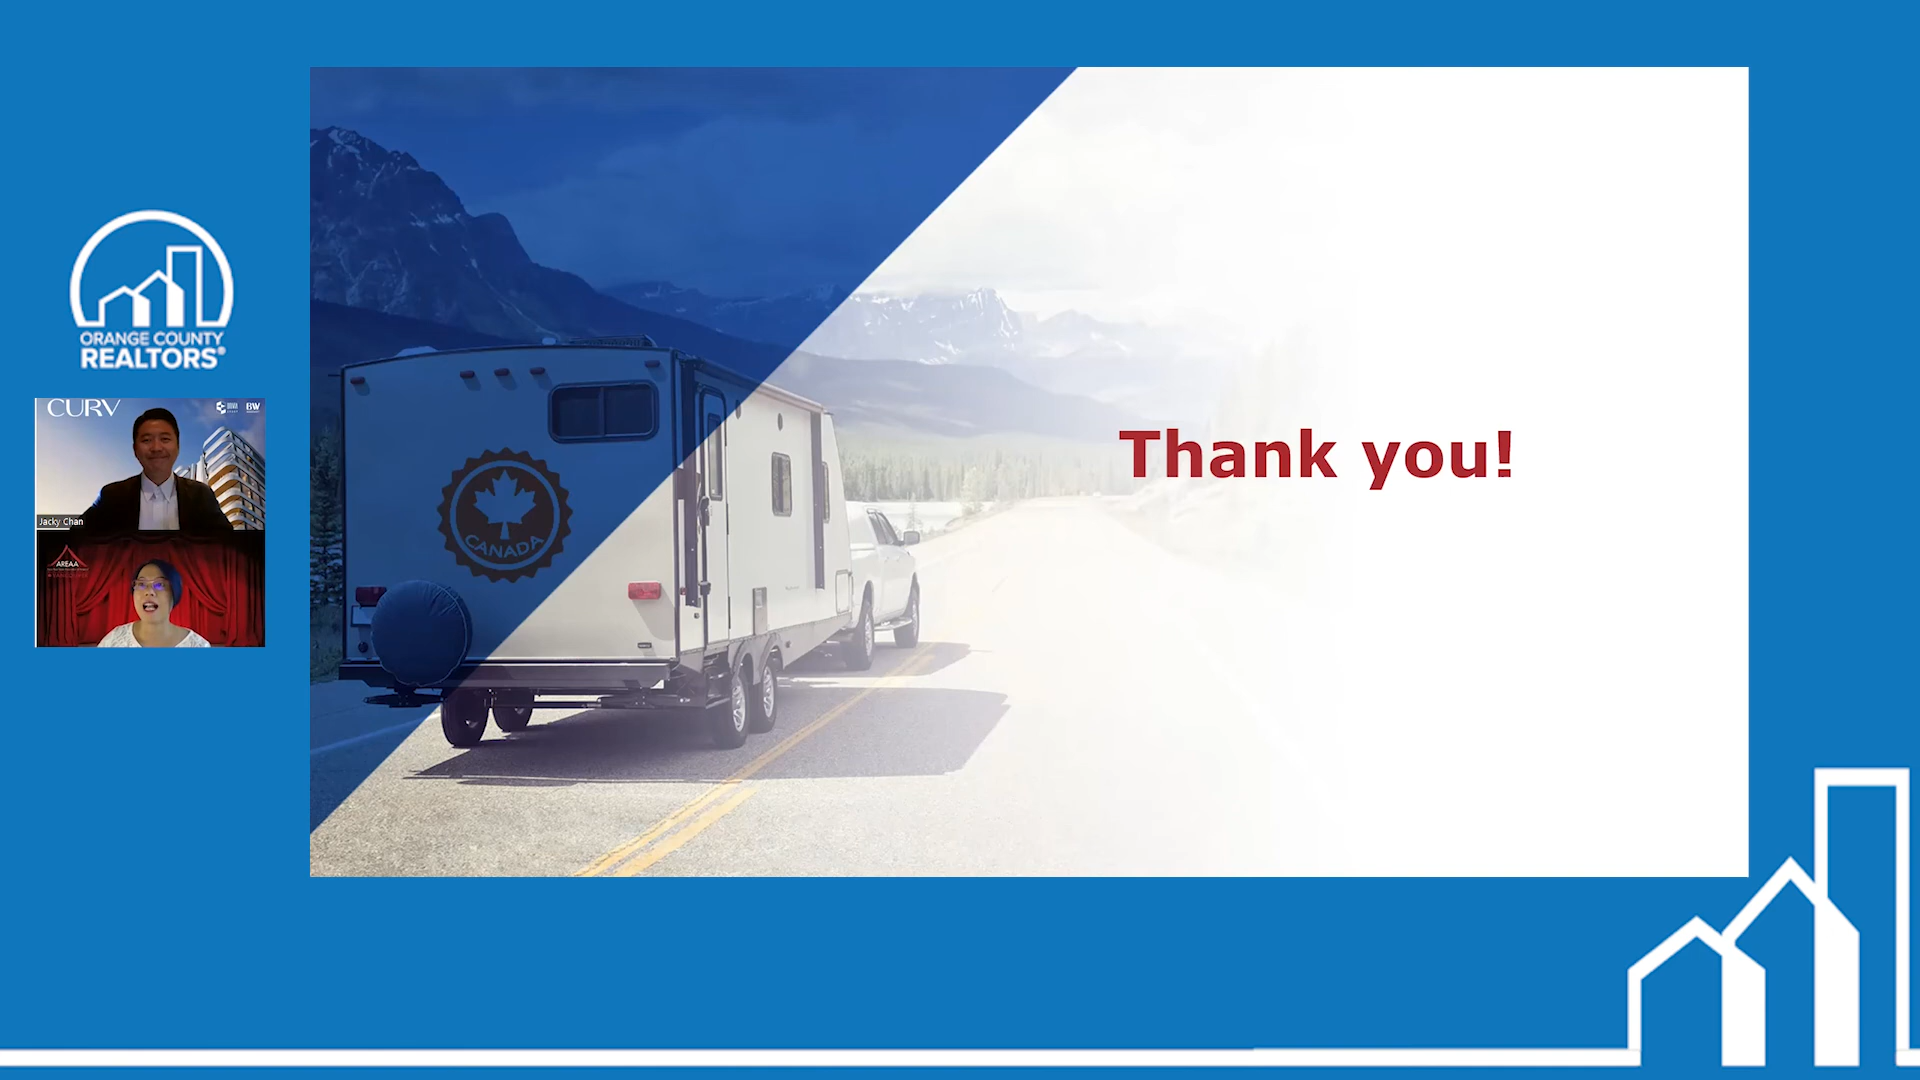 ORANGE COUNTY
REALTORS®
CURV
BW
Jacky Chan
AREAA
CANADA
Thank you!